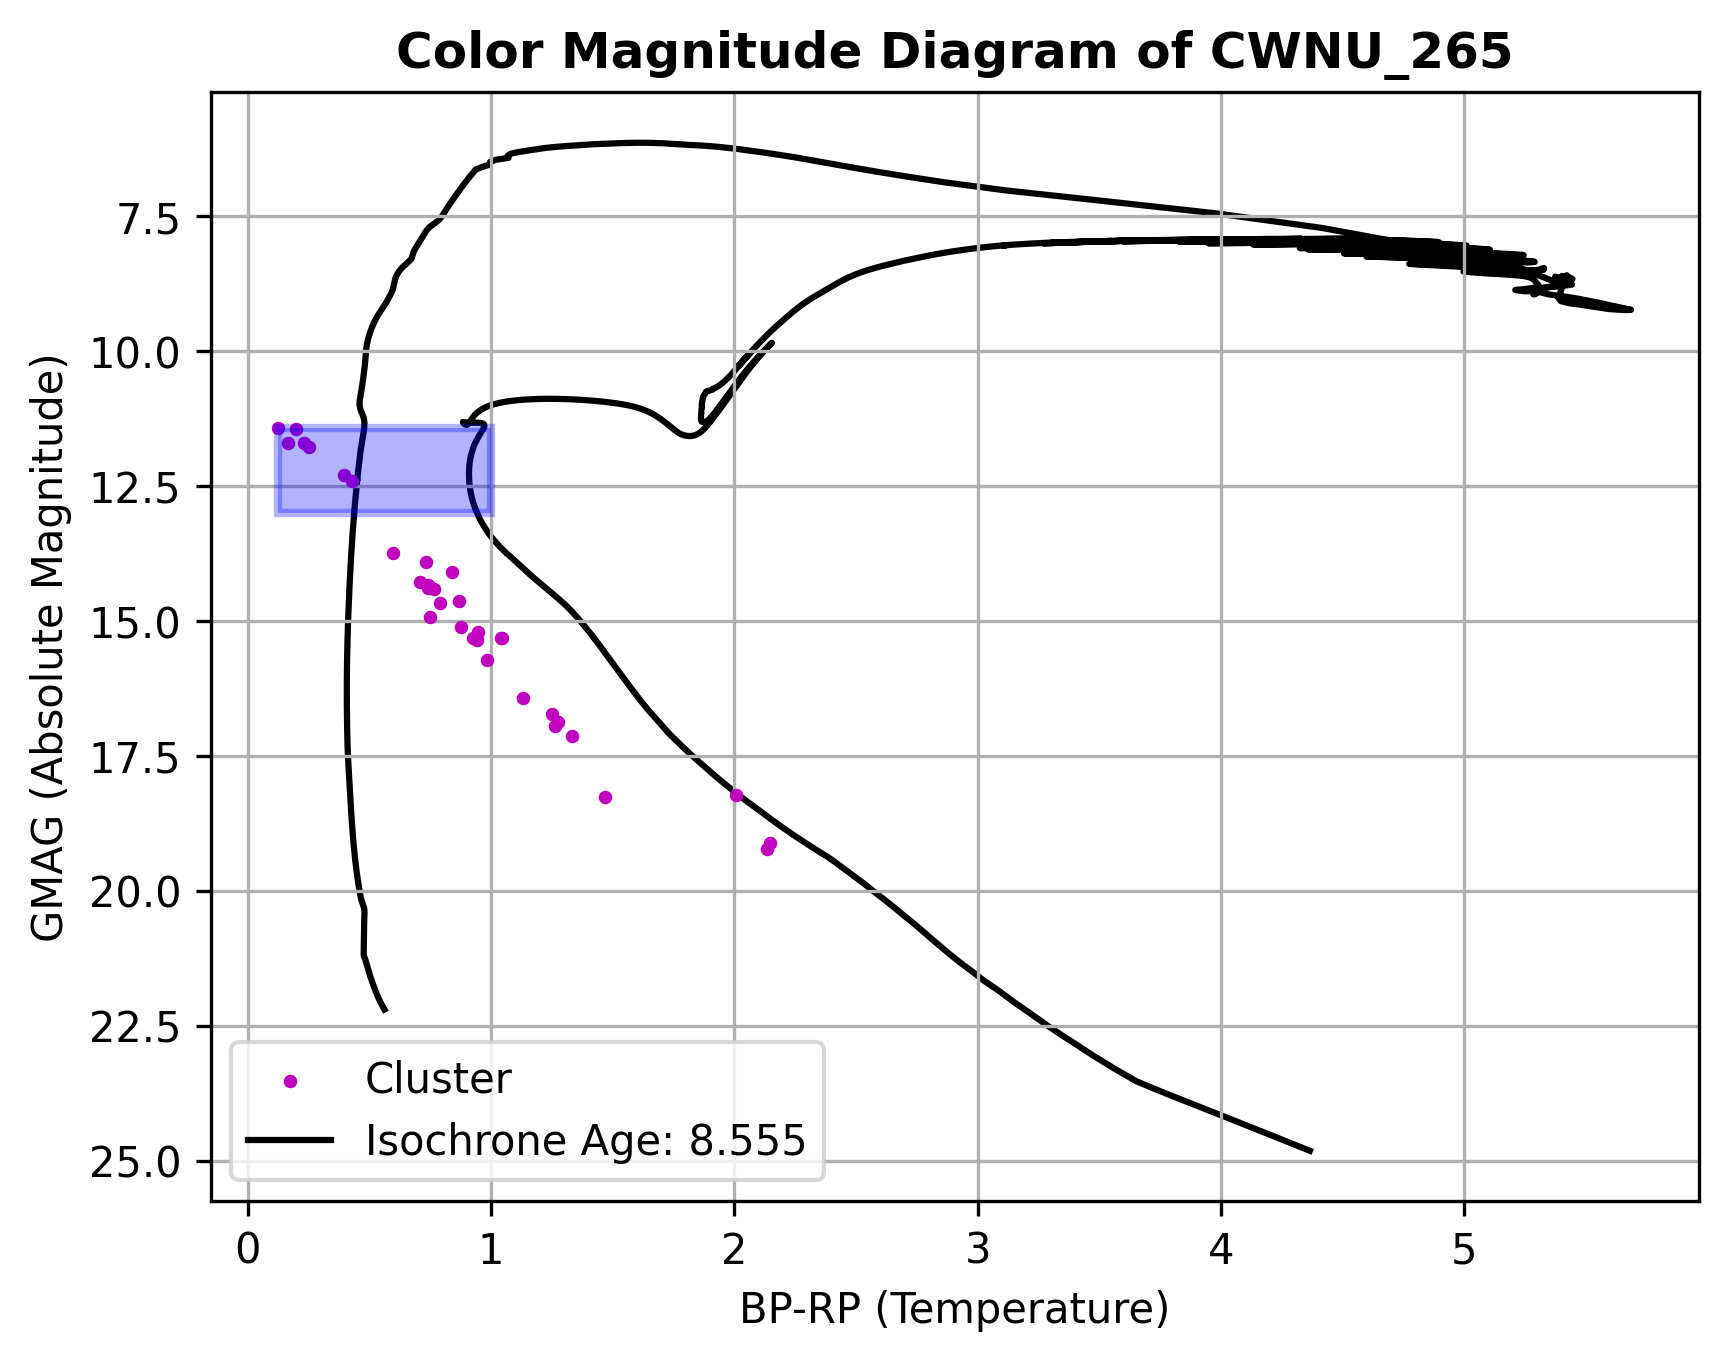 Color Magnitude Diagram of CWNU_265
GMAG (Absolute Magnitude)
7.5
10.0
12.5
15.0
17.5
20.0
22.5
25.0
Cluster
Isochrone Age: 8.555
0 1 2 3 4 5
BP-RP (Temperature)